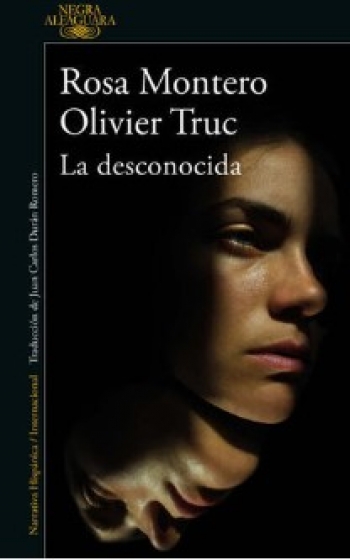 NEGRA
ALFAGUARA
Rosa Montero
Olivier Truc
La desconocida
Narrativa Hispánica / Internacional
Traducción de Juan Carlos Durán Romero